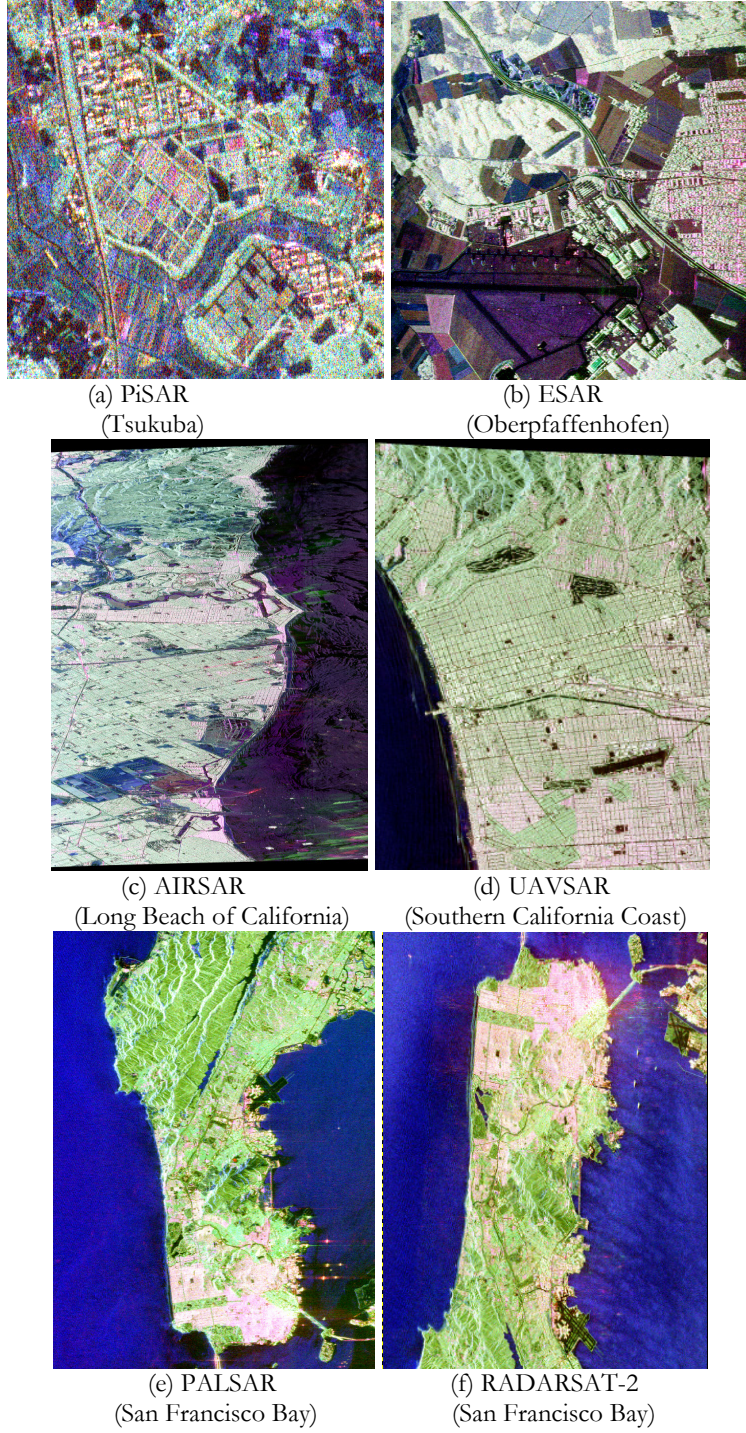 (a) PiSAR
(Tsukuba)
(b) ESAR
(Oberpfaffenhofen)
(c) AIRSAR
(Long Beach of California)
(d) UAVSAR
(Southern California Coast)
(e) PALSAR
(San Francisco Bay)
(f) RADARSAT-2
(San Francisco Bay)